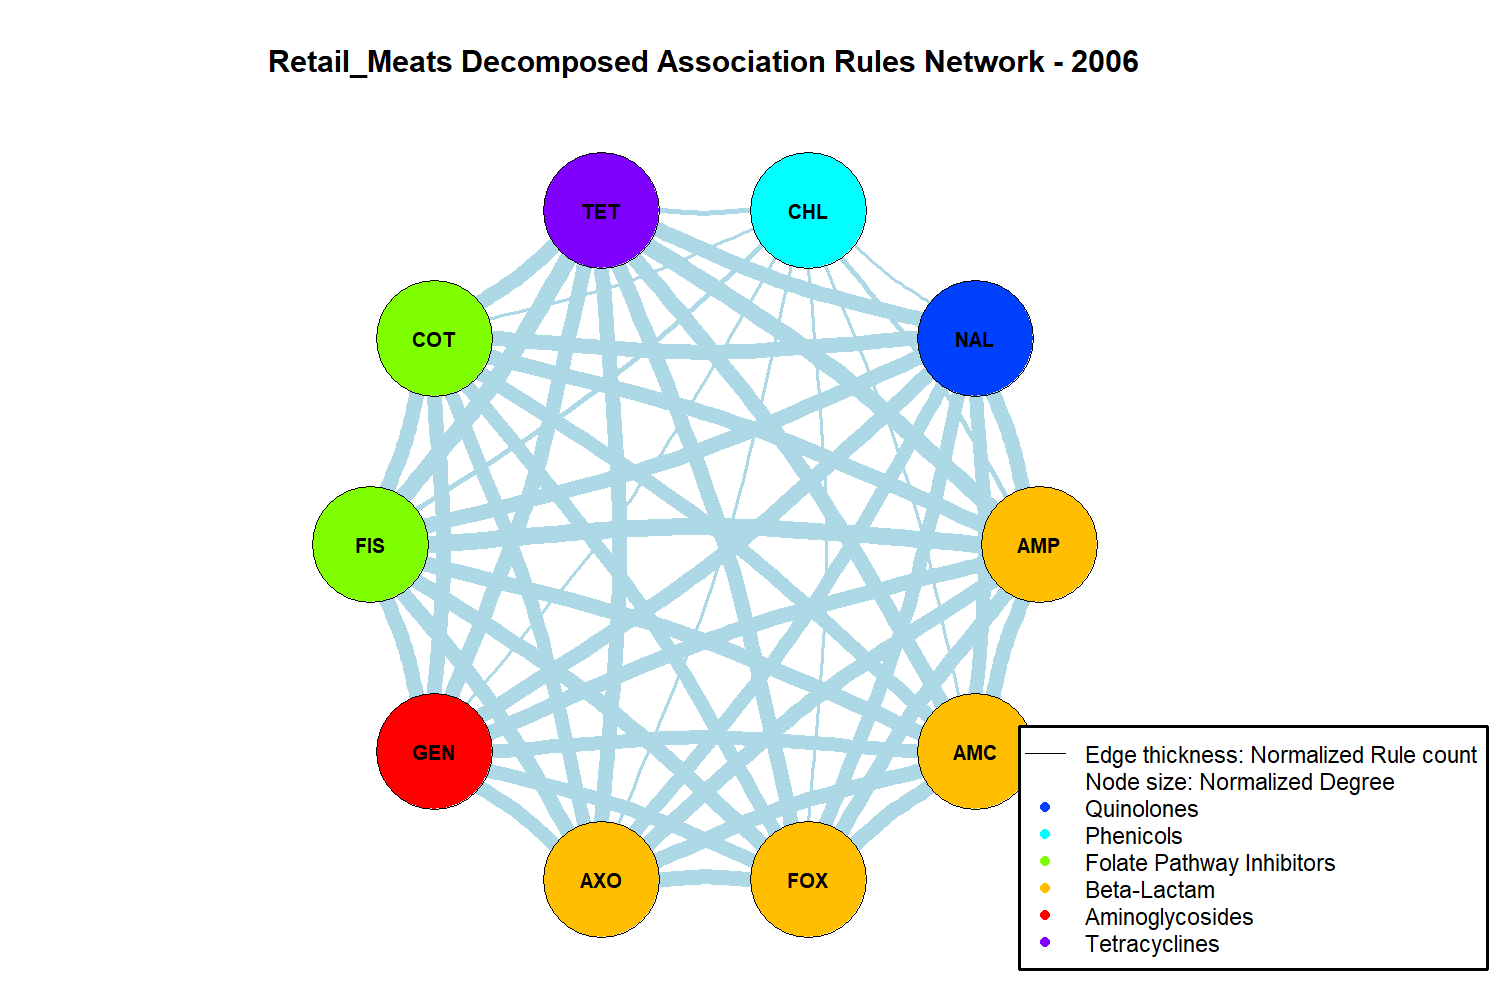 Retail_Meats Decomposed Association Rules Network - 2006
TET
CHL
COT
NAL
FIS
AMP
GEN
AMC
AXO
FOX
Edge thickness: Normalized Rule count
Node size: Normalized Degree
Quinolones
Phenicols
Folate Pathway Inhibitors
Beta-Lactam
Aminoglycosides
Tetracyclines